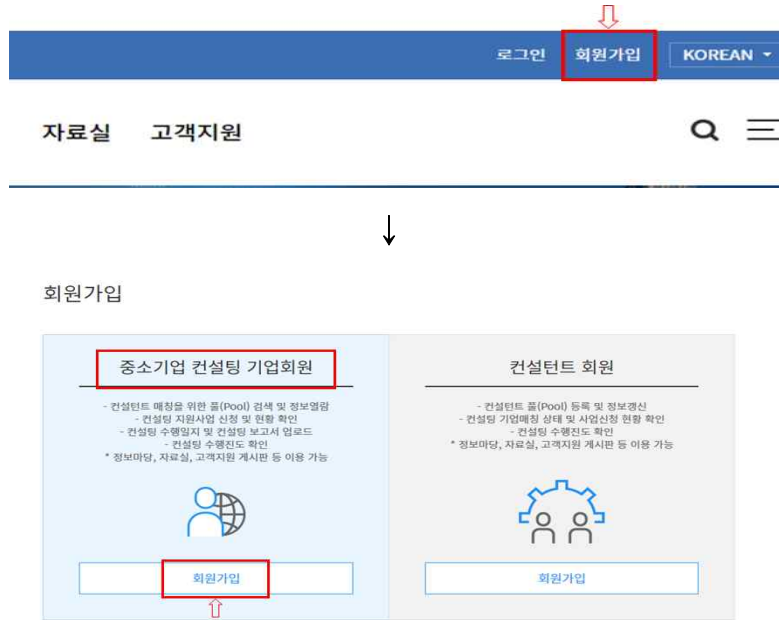 로그인 회원가입 KOREAN
자료실 고객지원
회원가입
중소기업 컨설팅 기업회원
- 컨설턴트 매칭을 위한 풀(Pool) 검색 및 정보열람
- 컨설팅 지원사업 신청 및 현황 확인
- 컨설팅 수행일지 및 컨설팅 보고서 업로드
- 컨설팅 수행진도 확인
* 정보마당, 자료실, 고객지원 게시판 등 이용 가능
회원가입
컨설턴트 회원
- 컨설턴트 풀(Pool) 등록 및 정보갱신
- 컨설팅 기업매칭 상태 및 사업신청 현황 확인
- 컨설팅 수행진도 확인
* 정보마당, 자료실, 고객지원 게시판 등 이용 가능
회원가입